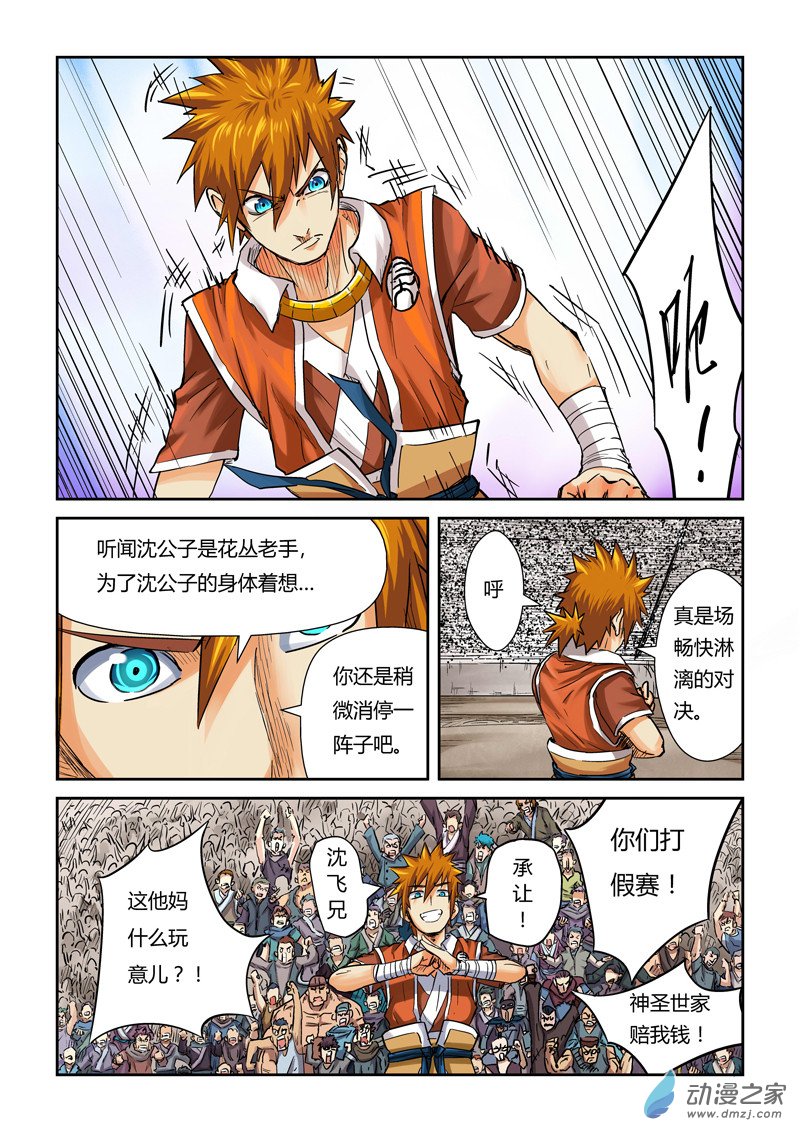 呃！
听闻沈公子是花丛老手，
为了沈公子的身体着想...
你还是稍
微消停一
阵子吧。
呼
真是场
畅快淋
漓的对
决。
这他妈
什么玩
意儿？！
沈飞兄
承让！
你们打
假赛！
神圣世家
赔我钱！
动漫之家
www.dmzj.com